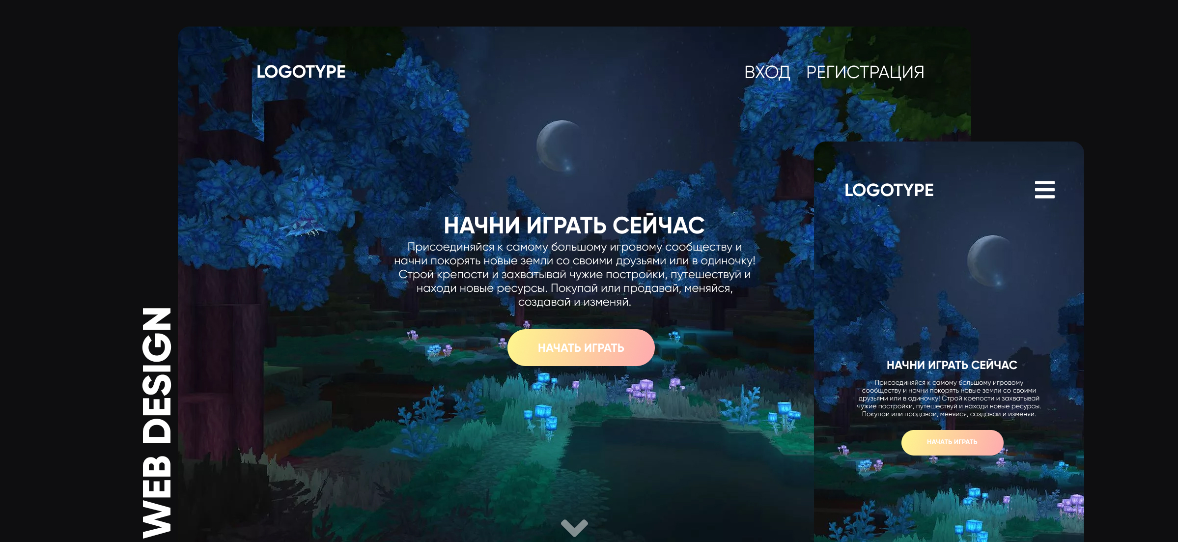 LOGOTYPE
ВХОД РЕГИСТРАЦИЯ
НАЧНИ ИГРАТЬ СЕЙЧАС
Присоединяйся к самому большому игровому сообществу и
начни покорять новые земли со своими друзьями или в одиночку!
Строй крепости и захватывай чужие постройки, путешествуй и
находи новые ресурсы. Покупай или продавай, меняйся,
создавай и изменяй.
НАЧАТЬ ИГРАТЬ
WEB DESIGN
LOGOTYPE
НАЧНИ ИГРАТЬ СЕЙЧАС
Присоединяйся к самому большому игровому
сообществу и начни покорять новые земли со своими
друзьями или в одиночку! Строй крепости и захватывай
чужие постройки, путешествуй и находи новые ресурсы.
Покупай или продавай, меняйся, создавай и изменяй.
НАЧАТЬ ИГРАТЬ